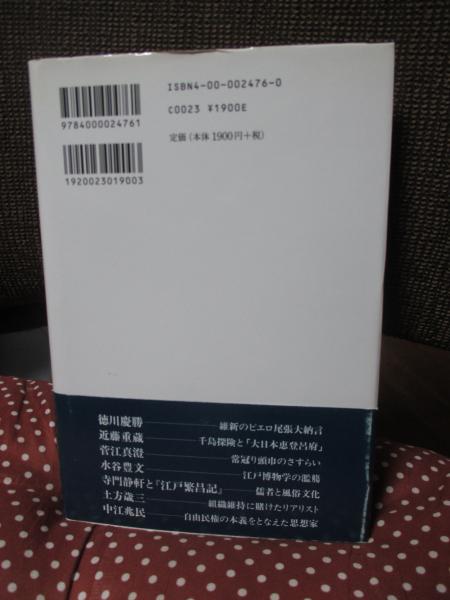 ISBN4-00-002476-0
C0023 ¥1900E
定価(本体1900円+税)
9784000024761
1920023019003
徳川慶勝――維新のピエロ尾張大納言
近藤重蔵――千島探険と「大日本恵登呂府」
菅江真澄――常冠り頭巾のさすらい
水谷豊文――江戸博物学の濫觴
寺門静軒と『江戸繁昌記』――儒者と風俗文化
土方歳三――組織維持に賭けたリアリスト
中江兆民――自由民権の本義をとなえた思想家